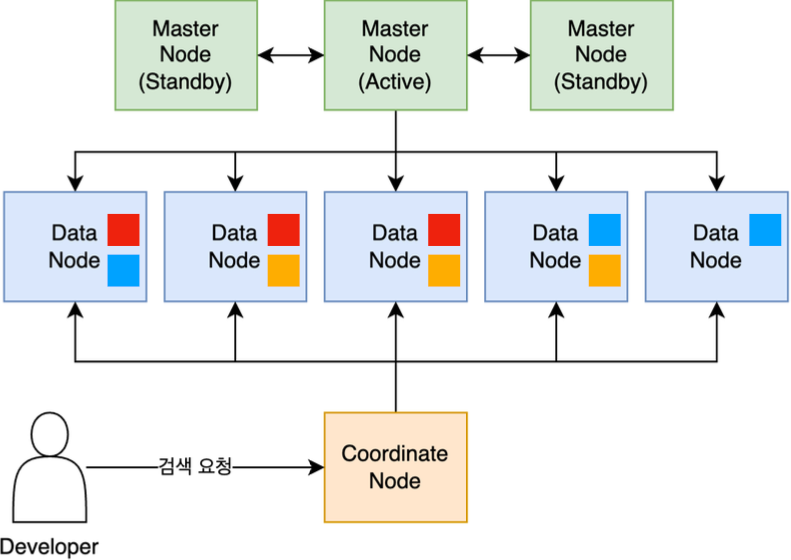 Master
Node
(Standby)
Master
Node
(Active)
Master
Node
(Standby)
Data
Node
Data
Node
Data
Node
Data
Node
Data
Node
검색 요청
Coordinate
Node
Developer